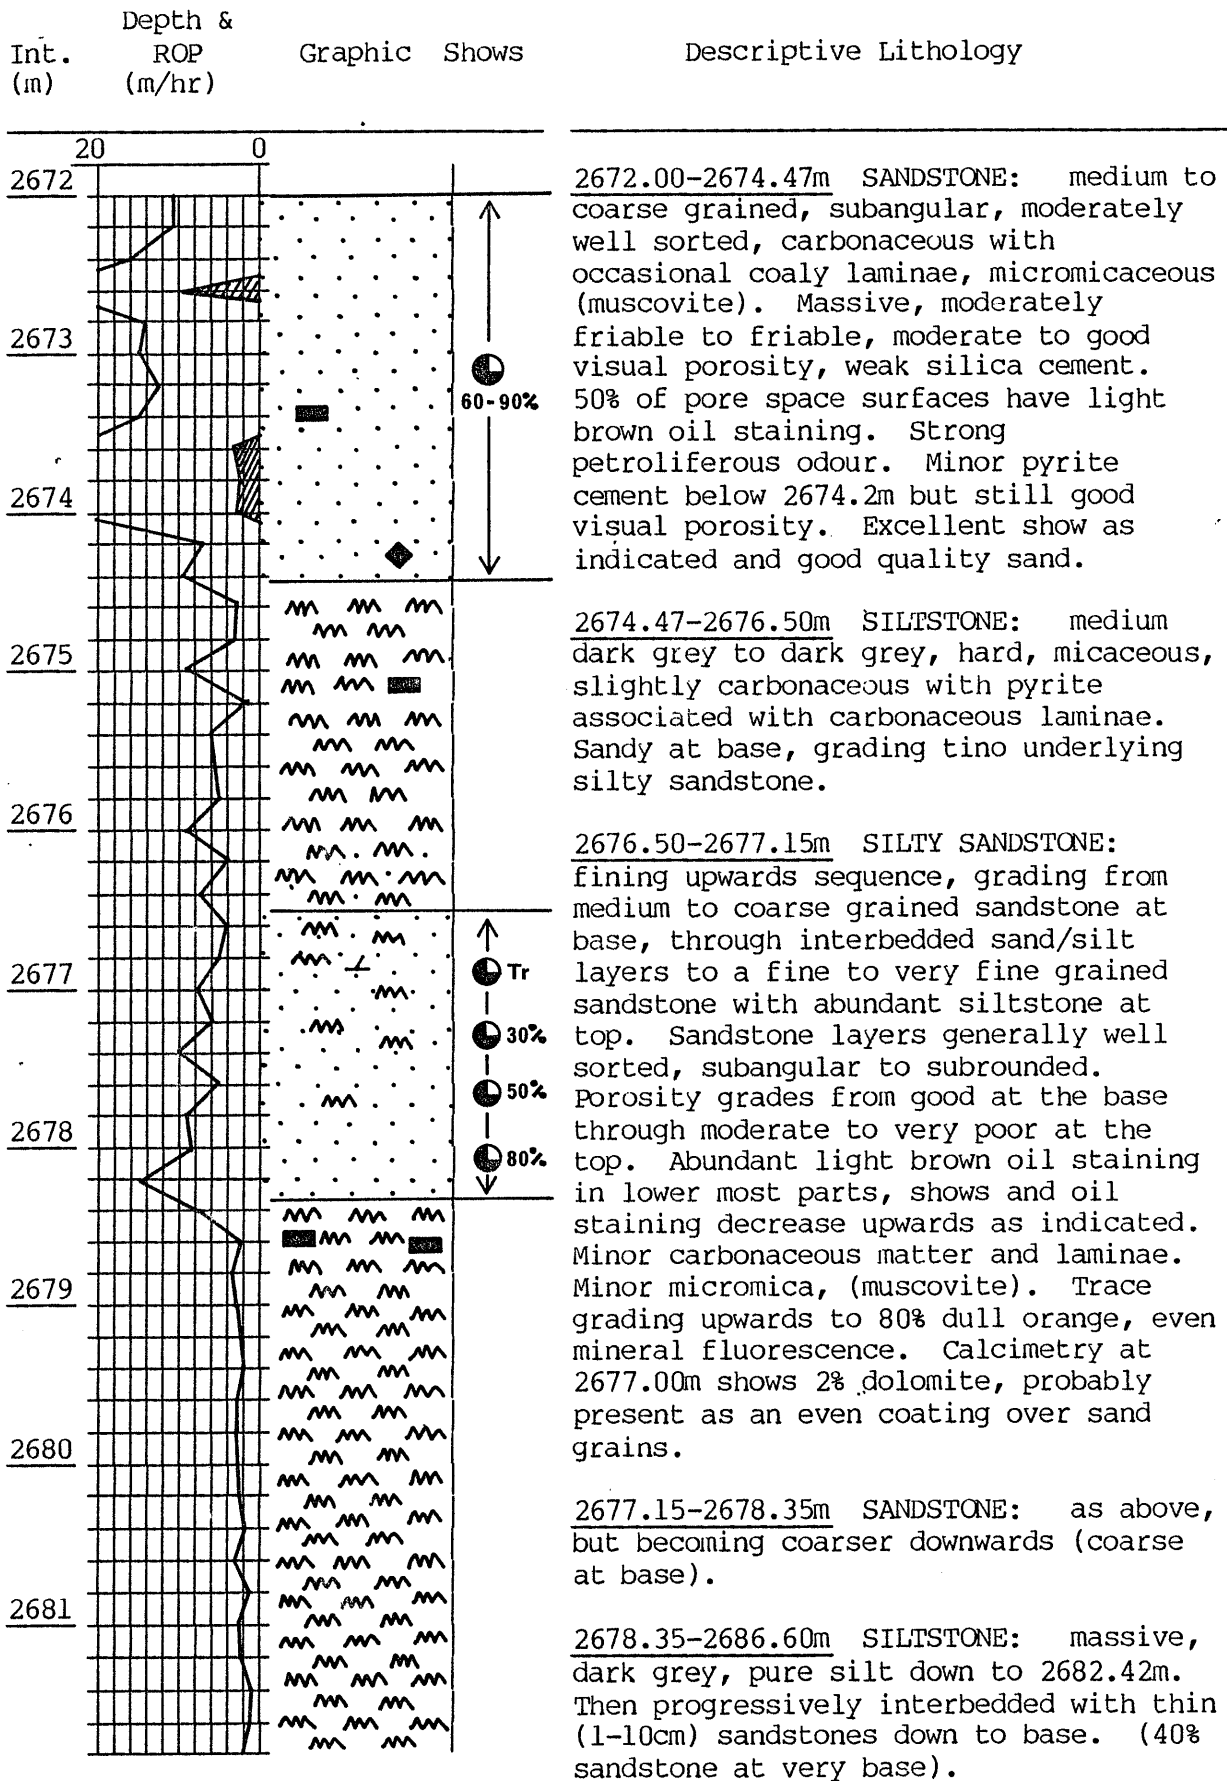 Int.
(m)
Depth &
ROP
(m/hr)
Graphic
Shows
Descriptive Lithology
20 0
2672
2673
2674
2675
2676
2677
2678
2679
2680
2681
60-90%
Tr
30%
50%
80%
2672.00-2674.47m SANDSTONE: medium to
coarse grained, subangular, moderately
well sorted, carbonaceous with
occasional coaly laminae, micromicaceous
(muscovite). Massive, moderately
friable to friable, moderate to good
visual porosity, weak silica cement.
50% of pore space surfaces have light
brown oil staining. Strong
petroliferous odour. Minor pyrite
cement below 2674.2m but still good
visual porosity. Excellent show as
indicated and good quality sand.
2674.47-2676.50m SILTSTONE: medium
dark grey to dark grey, hard, micaceous,
slightly carbonaceous with pyrite
associated with carbonaceous laminae.
Sandy at base, grading tino underlying
silty sandstone.
2676.50-2677.15m SILTY SANDSTONE:
fining upwards sequence, grading from
medium to coarse grained sandstone at
base, through interbedded sand/silt
layers to a fine to very fine grained
sandstone with abundant siltstone at
top. Sandstone layers generally well
sorted, subangular to subrounded.
Porosity grades from good at the base
through moderate to very poor at the
top. Abundant light brown oil staining
in lower most parts, shows and oil
staining decrease upwards as indicated.
Minor carbonaceous matter and laminae.
Minor micromica, (muscovite). Trace
grading upwards to 80% dull orange, even
mineral fluorescence. Calcimetry at
2677.00m shows 2% dolomite, probably
present as an even coating over sand
grains.
2677.15-2678.35m SANDSTONE: as above,
but becoming coarser downwards (coarse
at base).
2678.35-2686.60m SILTSTONE: massive,
dark grey, pure silt down to 2682.42m.
Then progressively interbedded with thin
(1-10cm) sandstones down to base. (40%
sandstone at very base).